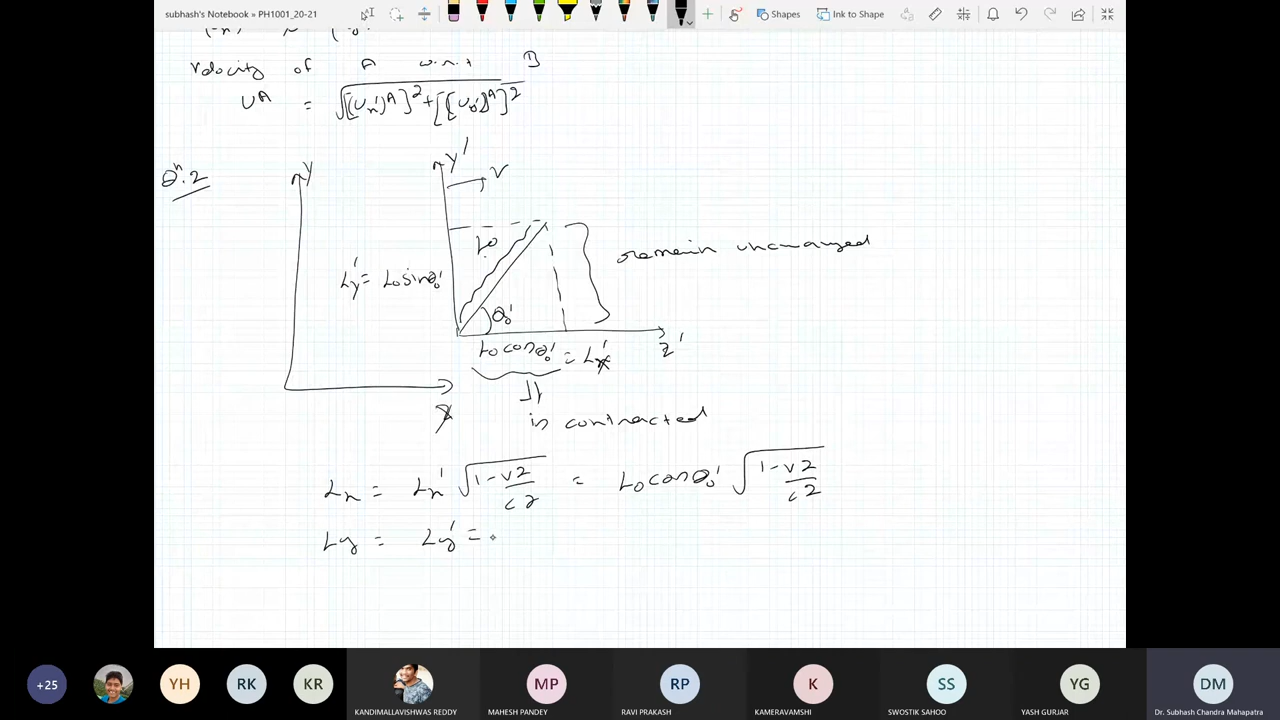 subhash's Notebook » PH1001_20-21
Shapes
Ink to Shape
Velocity of A w.r.t B
UA = √[(Ux')^A]^2 + [(Uy')^A]^2
Qn.2
Y
Y'
V
L0
remain unchanged
Ly' = L0 sinθ0'
θ0'
L0 cosθ0' = Lx'
is contracted
Lx = Lx' √1-v2/c2 = L0 cosθ0' √1-v2/c2
Ly = Ly' =
+25
YH
RK
KR
KANDIMALLAVISHWAS REDDY
MP
MAHESH PANDEY
RP
RAVI PRAKASH
K
KAMERAVAMSHI
SS
SWOSTIK SAHOO
YG
YASH GURJAR
DM
Dr. Subhash Chandra Mahapatra